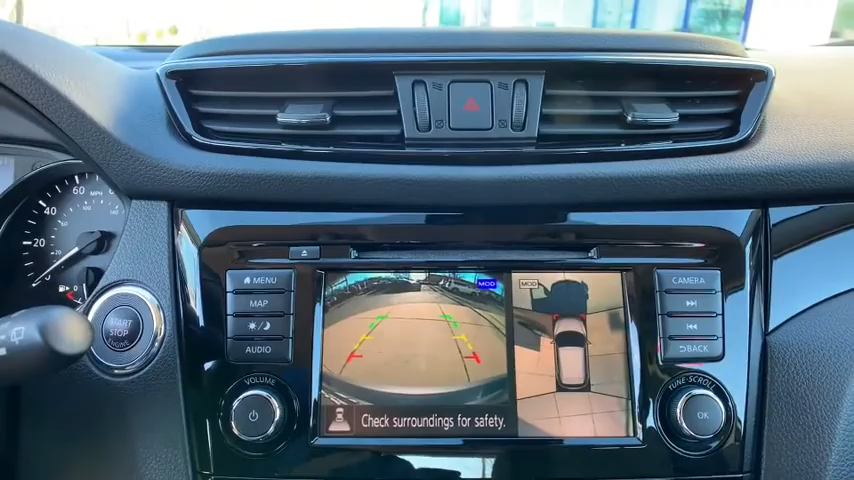 60
MPH
80
40
20
START
STOP
ENGINE
MENU
MAP
AUDIO
VOLUME
MOD
MOD
Check surroundings for safety.
CAMERA
BACK
TUNE·SCROLL
OK